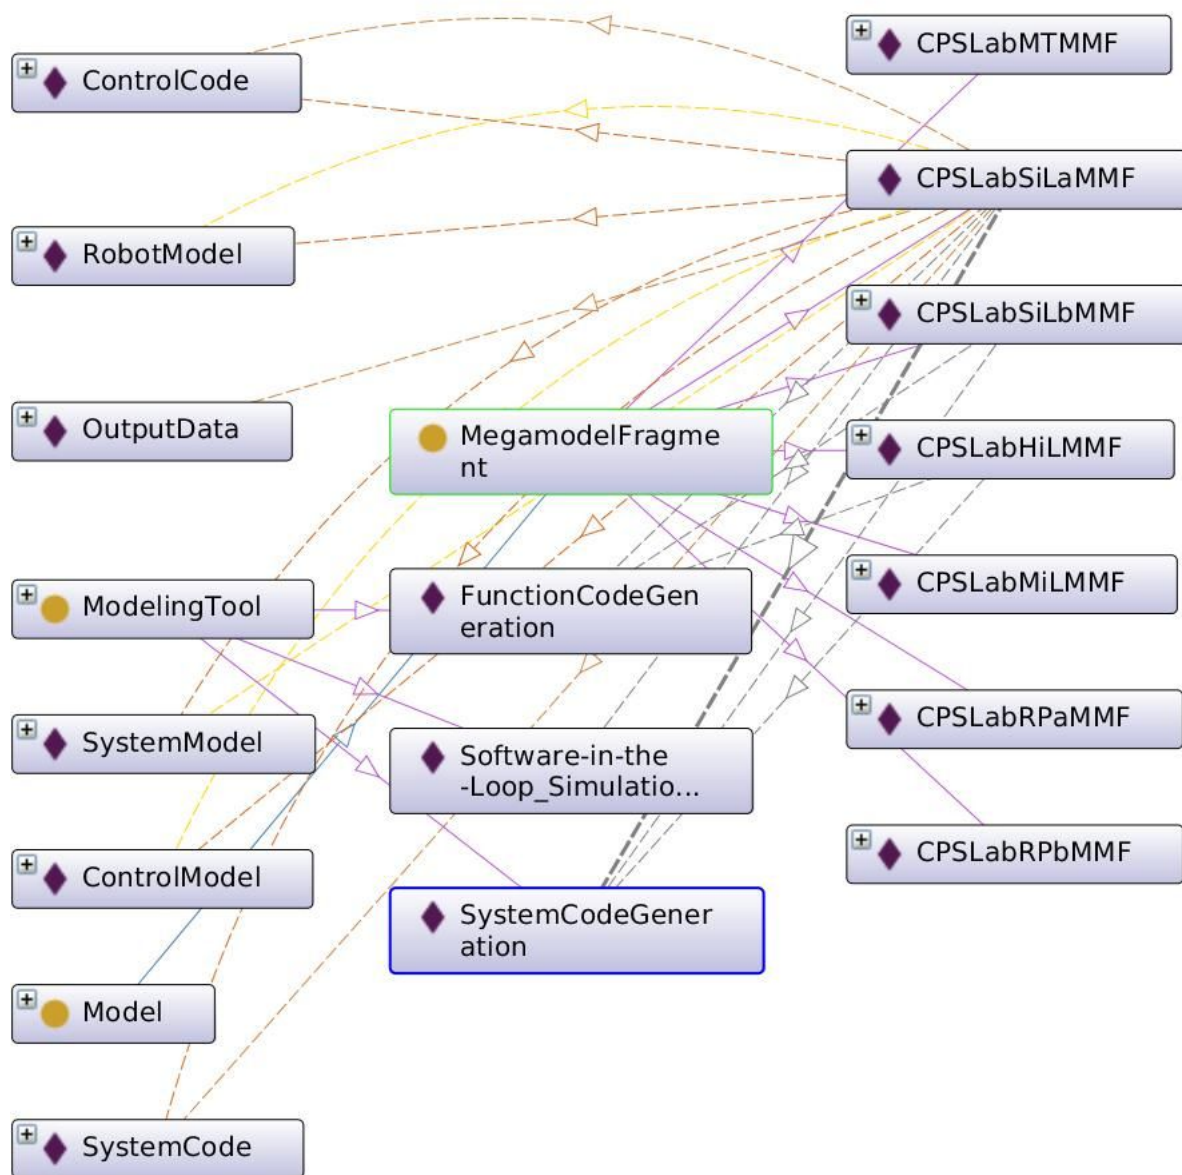 ControlCode
RobotModel
OutputData
ModelingTool
SystemModel
ControlModel
Model
SystemCode
MegamodelFragme
nt
FunctionCodeGen
eration
Software-in-the
-Loop_Simulatio...
SystemCodeGener
ation
CPSLabMTMMF
CPSLabSiLaMMF
CPSLabSiLbMMF
CPSLabHiLMMF
CPSLabMiLMMF
CPSLabRPaMMF
CPSLabRPbMMF